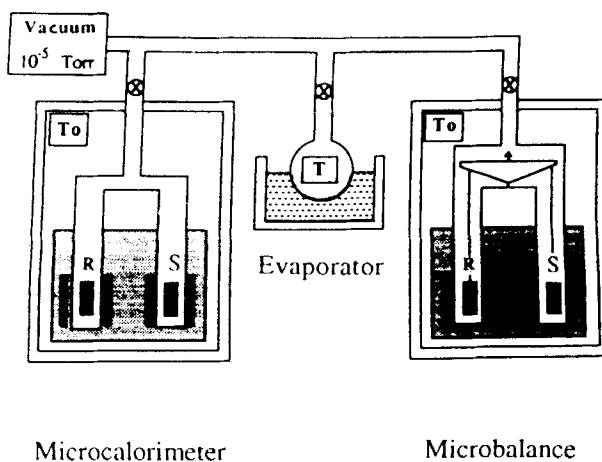 Vacuum
10⁻⁵ Torr
To
To
T
R
S
Evaporator
R
S
Microcalorimeter
Microbalance